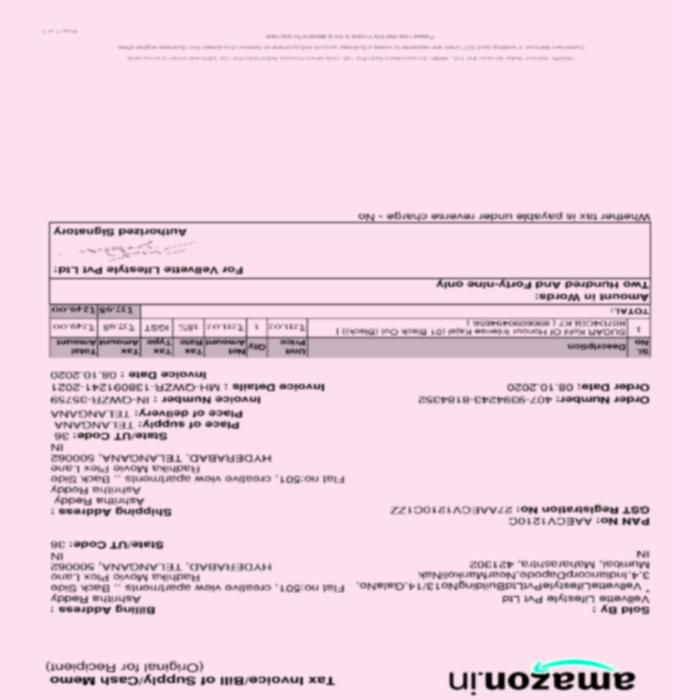 amazon.in
Tax Invoice/Bill of Supply/Cash/ Memo
(Original for Recipient)
Sold By :
Vellvette Lifestyle Pvt Ltd
* VellvetteLifestylePvtLtdBuildingNo13/14,GalaNo,
3,4,IndiancorpDapode,NearMankoliNak
Mumbai, Maharashtra, 421302
IN
Billing Address :
Ashritha Reddy
Flat no:501, creative view apartments ,, Back Side
Radhika Movie Plex Lane
HYDERABAD, TELANGANA, 500062
IN
State/UT Code: 36
PAN No: AAECV1210C
GST Registration No: 27AAECV1210C1ZZ
Shipping Address :
Ashritha Reddy
Ashritha Reddy
Flat no:501, creative view apartments ,, Back Side
Radhika Movie Plex Lane
HYDERABAD, TELANGANA, 500062
IN
State/UT Code: 36
Place of supply: TELANGANA
Place of delivery: TELANGANA
Order Number: 407-9394243-8184352
Order Date: 08.10.2020
Invoice Number : IN-GWZR-35759
Invoice Details : MH-GWZR-138091241-2021
Invoice Date : 08.10.2020
Sl. No Description Unit Price Qty Net Amount Tax Rate Tax Type Tax Amount Total Amount
1 SUGAR Kohl Of Honour Intense Kajal (01 Black Out (Black)) | ₹211.02 1 ₹211.02 18% IGST ₹37.98 ₹249.00
TOTAL: ₹37.98 ₹249.00
Amount in Words:
Two Hundred And Forty-nine only
For Vellvette Lifestyle Pvt Ltd:
Authorized Signatory
Whether tax is payable under reverse charge - No
Please note that this invoice is not a demand for payment
Page 1 of 1